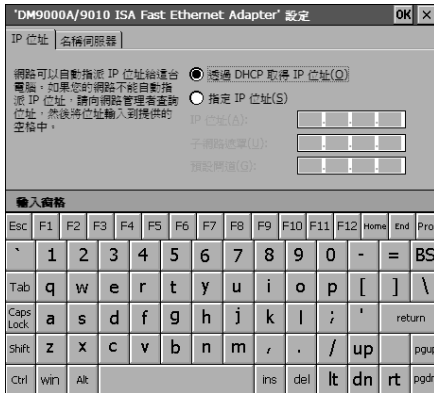 'DM9000A/9010 ISA Fast Ethernet Adapter' 設定 OK ×
IP 位址 名稱伺服器
網路可以自動指派 IP 位址給這台
電腦。如果您的網路不能自動指
派 IP 位址，請向網路管理者查詢
位址，然後將位址輸入到提供的
空格中。
透過 DHCP 取得 IP 位址(O)
指定 IP 位址(S)
IP 位址(A):
子網路遮罩(U):
預設閘道(G):
輸入窗格
Esc F1 F2 F3 F4 F5 F6 F7 F8 F9 F10 F11 F12 Home End Pro
` 1 2 3 4 5 6 7 8 9 0 - = BS
Tab q w e r t y u i o p [ ] \
Caps Lock a s d f g h j k l ; ' return
Shift z x c v b n m , . / up pgup
Ctrl win Alt ins del lt dn rt pgdn